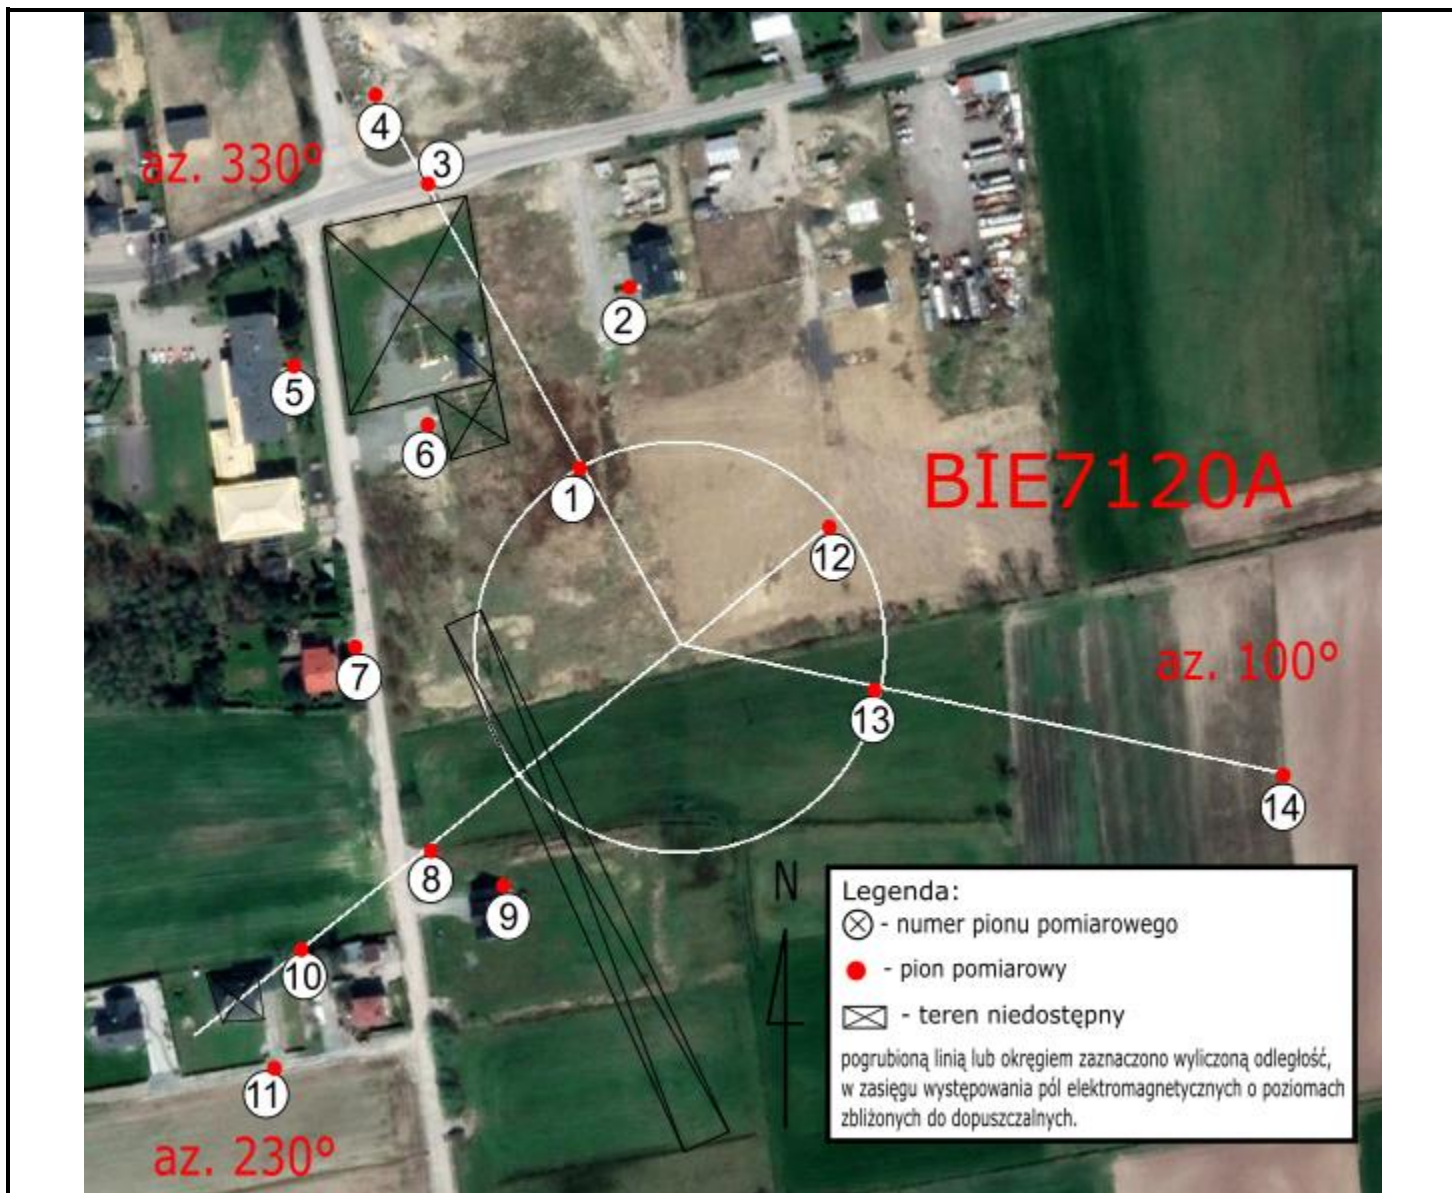 4
az. 330°
3
2
5
6
1
BIE7120A
12
7
az. 100°
13
14
8
9
N
10
11
az. 230°
Legenda:
- numer pionu pomiarowego
- pion pomiarowy
- teren niedostępny
pogrubioną linią lub okręgiem zaznaczono wyliczoną odległość,
w zasięgu występowania pól elektromagnetycznych o poziomach
zbliżonych do dopuszczalnych.